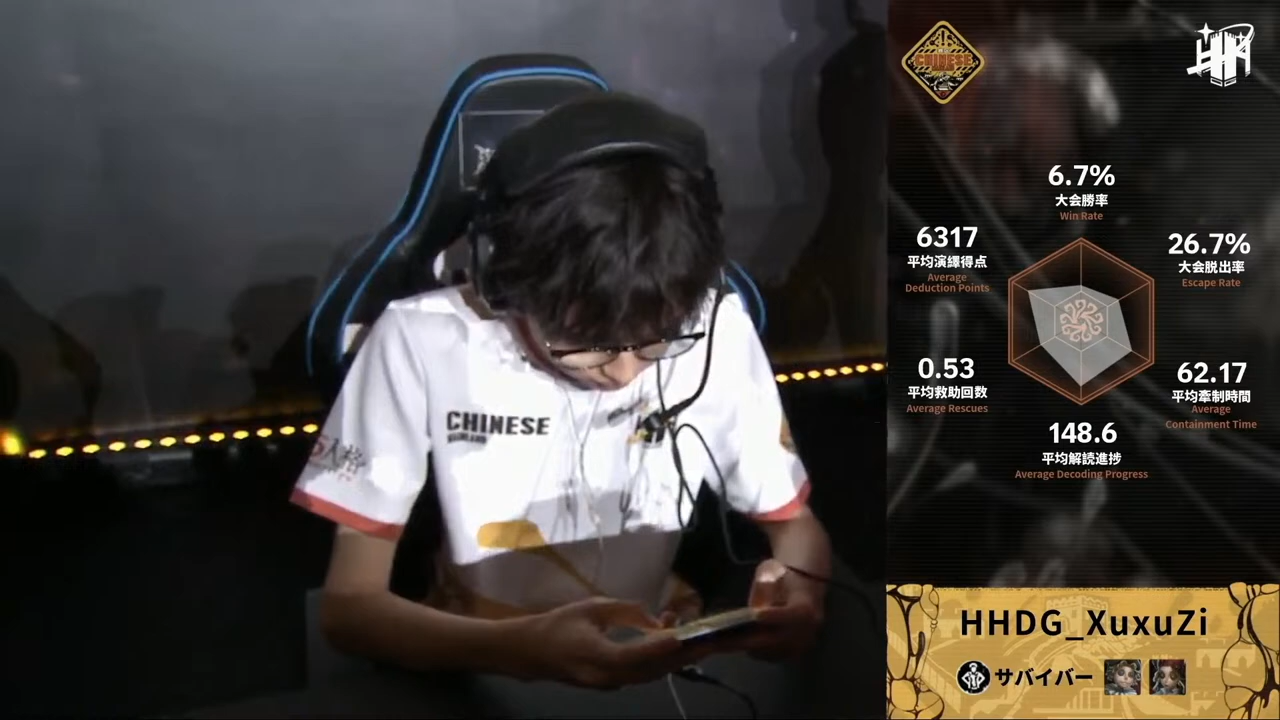 CHINESE
6.7%
大会勝率
Win Rate
6317
平均演繹得点
Average
Deduction Points
26.7%
大会脱出率
Escape Rate
0.53
平均救助回数
Average Rescues
62.17
平均牽制時間
Average
Containment Time
148.6
平均解読進捗
Average Decoding Progress
HHDG_XuxuZi
サバイバー
CHINESE
人格